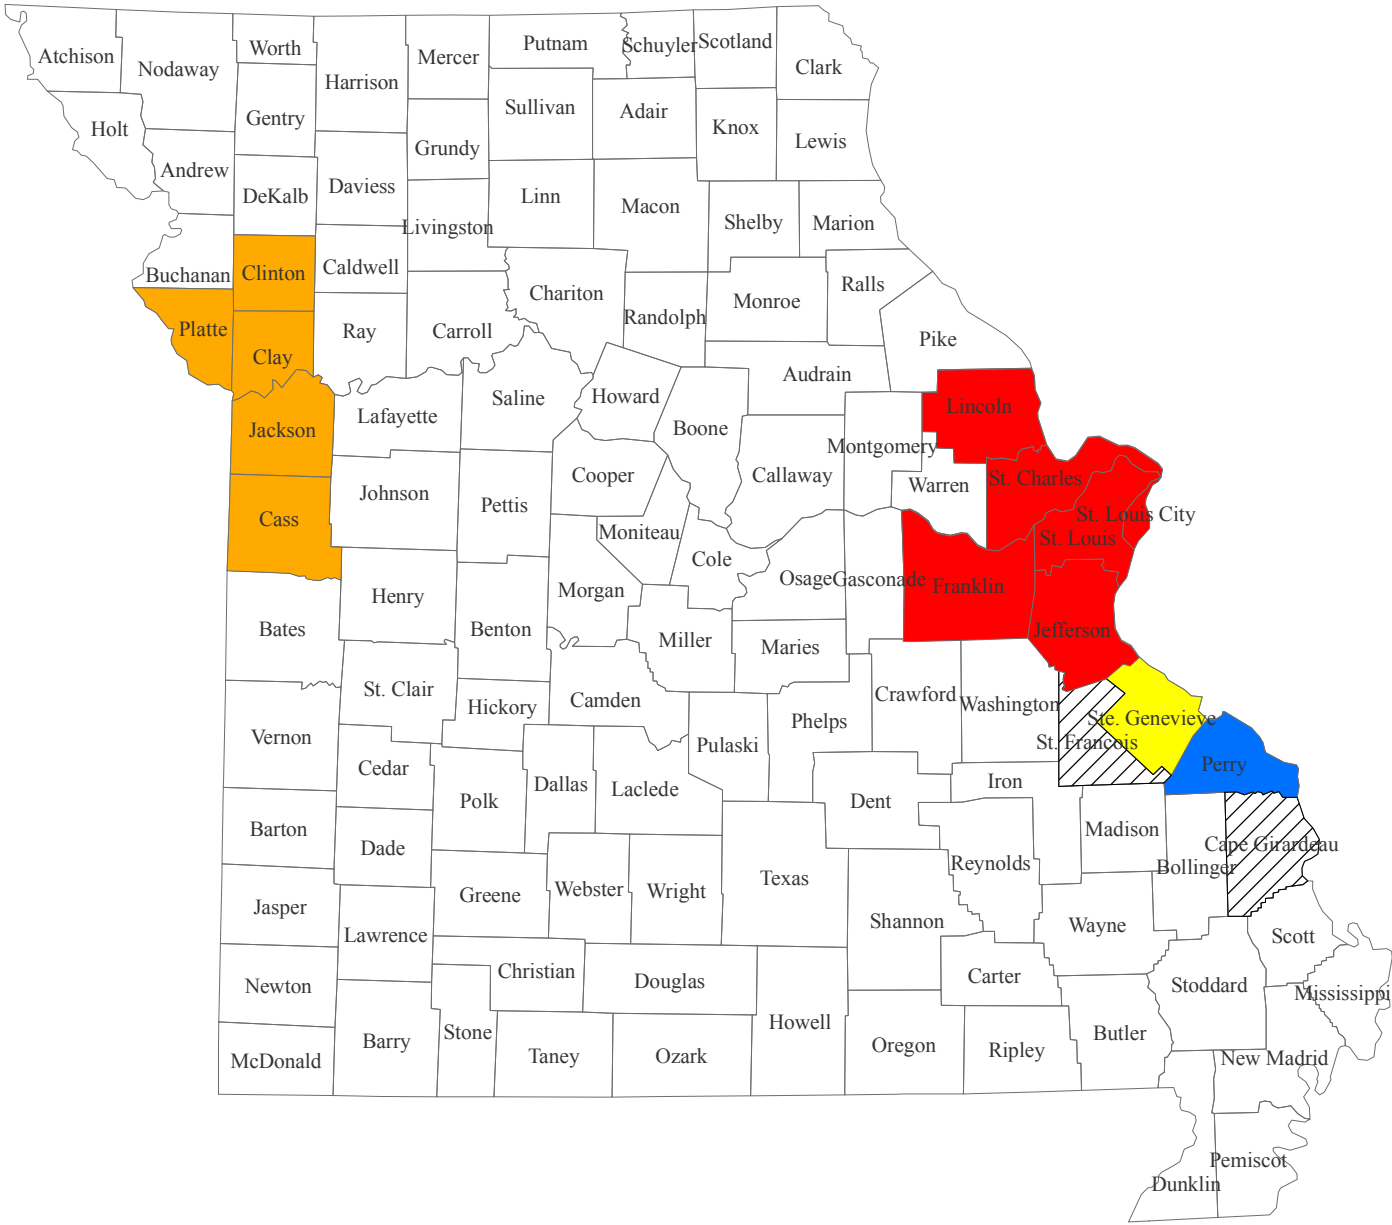 Atchison
Nodaway
Worth
Harrison
Mercer
Putnam
Schuyler
Scotland
Clark
Holt
Gentry
Sullivan
Adair
Knox
Lewis
Andrew
DeKalb
Daviess
Grundy
Linn
Macon
Shelby
Marion
Livingston
Buchanan
Clinton
Caldwell
Chariton
Randolph
Monroe
Ralls
Platte
Clay
Ray
Carroll
Pike
Audrain
Saline
Howard
Boone
Lincoln
Jackson
Lafayette
Callaway
Montgomery
Warren
St. Charles
St. Louis City
St. Louis
Cass
Johnson
Pettis
Cooper
Moniteau
Cole
Osage
Gasconade
Franklin
Jefferson
Bates
Henry
Benton
Morgan
Miller
Maries
St. Clair
Hickory
Camden
Pulaski
Phelps
Crawford
Washington
Ste. Genevieve
St. Francois
Perry
Vernon
Cedar
Polk
Dallas
Laclede
Dent
Iron
Madison
Bollinger
Cape Girardeau
Barton
Dade
Greene
Webster
Wright
Texas
Reynolds
Shannon
Wayne
Scott
Jasper
Lawrence
Christian
Douglas
Carter
Stoddard
Mississippi
Newton
Stone
Howell
Oregon
Ripley
Butler
New Madrid
McDonald
Barry
Taney
Ozark
Pemiscot
Dunklin